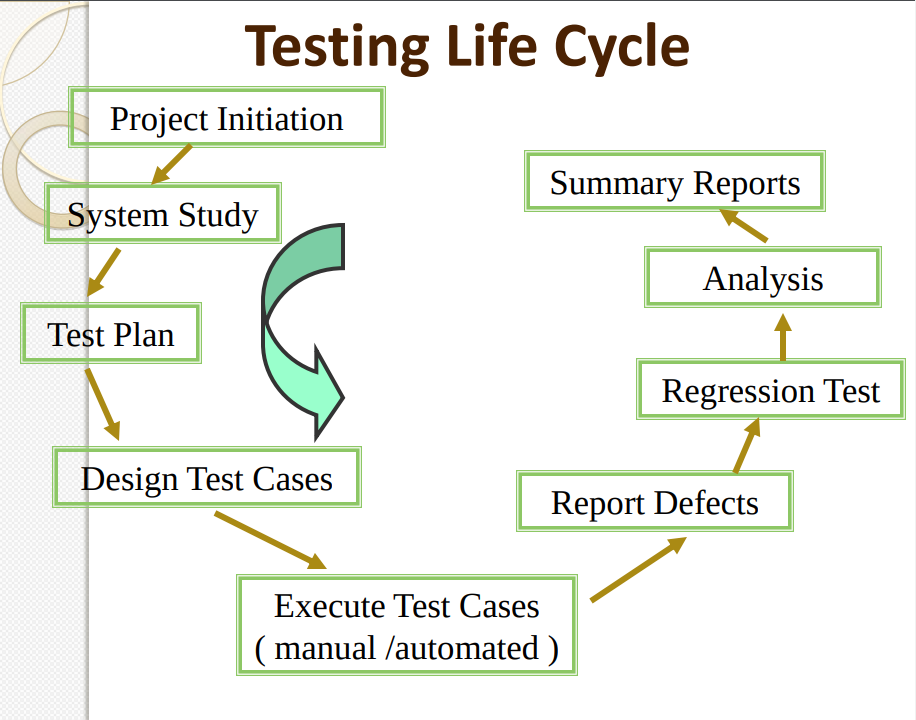 Testing Life Cycle
Project Initiation
System Study
Test Plan
Design Test Cases
Execute Test Cases
( manual /automated )
Report Defects
Regression Test
Analysis
Summary Reports